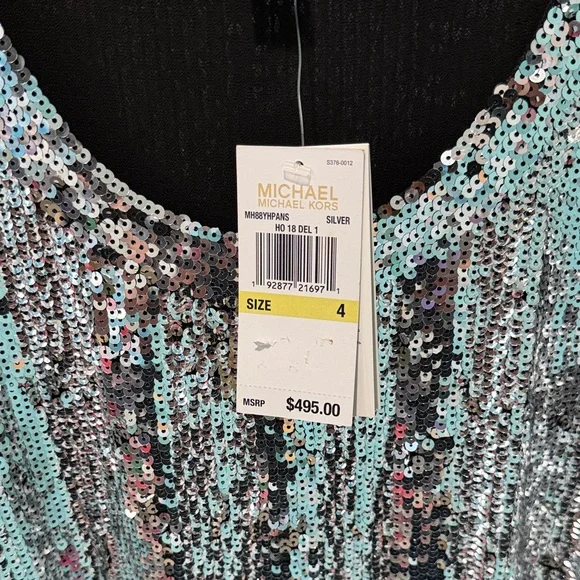 S376-0012
MICHAEL
MICHAEL KORS
MH88YHPANS SILVER
HO 18 DEL 1
1 92877 21697 1
SIZE 4
MSRP $495.00